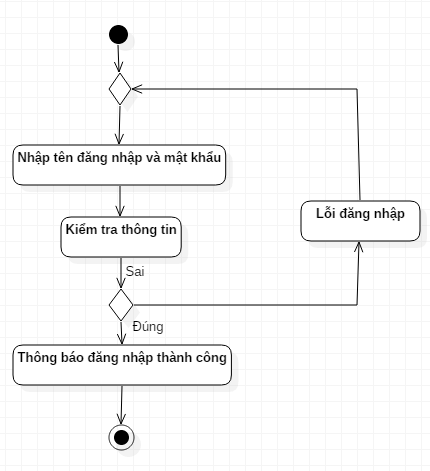 Nhập tên đăng nhập và mật khẩu
Lỗi đăng nhập
Kiểm tra thông tin
Sai
Đúng
Thông báo đăng nhập thành công